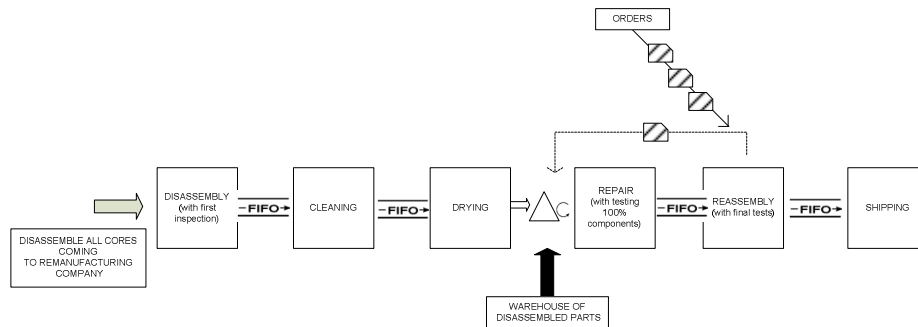 ORDERS
DISASSEMBLY
(with first
inspection)
FIFO
CLEANING
FIFO
DRYING
REPAIR
(with testing
100%
components)
FIFO
REASSEMBLY
(with final tests)
FIFO
SHIPPING
DISASSEMBLE ALL CORES
COMING
TO REMANUFACTURING
COMPANY
WAREHOUSE OF
DISASSEMBLED PARTS